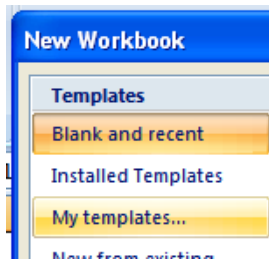 New Workbook
Templates
Blank and recent
Installed Templates
My templates...
New from existing